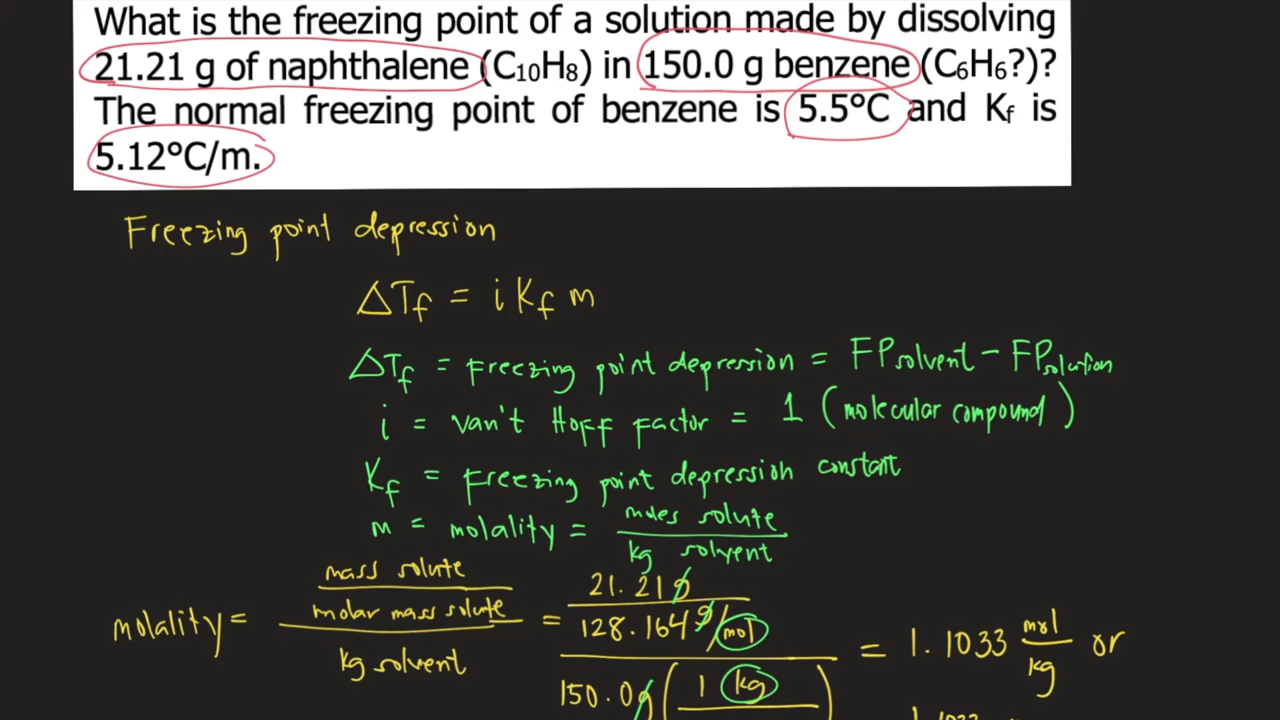 What is the freezing point of a solution made by dissolving
21.21 g of naphthalene (C₁₀H₈) in 150.0 g benzene (C₆H₆?)?
The normal freezing point of benzene is 5.5°C and Kf is
5.12°C/m.
Freezing point depression
ΔTf = i Kf m
ΔTf = freezing point depression = FPsolvent - FPsolution
i = van't Hoff factor = 1 (molecular compound)
Kf = freezing point depression constant
m = molality = moles solute
kg solvent
molality = mass solute
molar mass solute
kg solvent
= 21.21 g
128.164 g/mol
150.0 g ( 1 kg )
= 1.1033 mol
kg
or